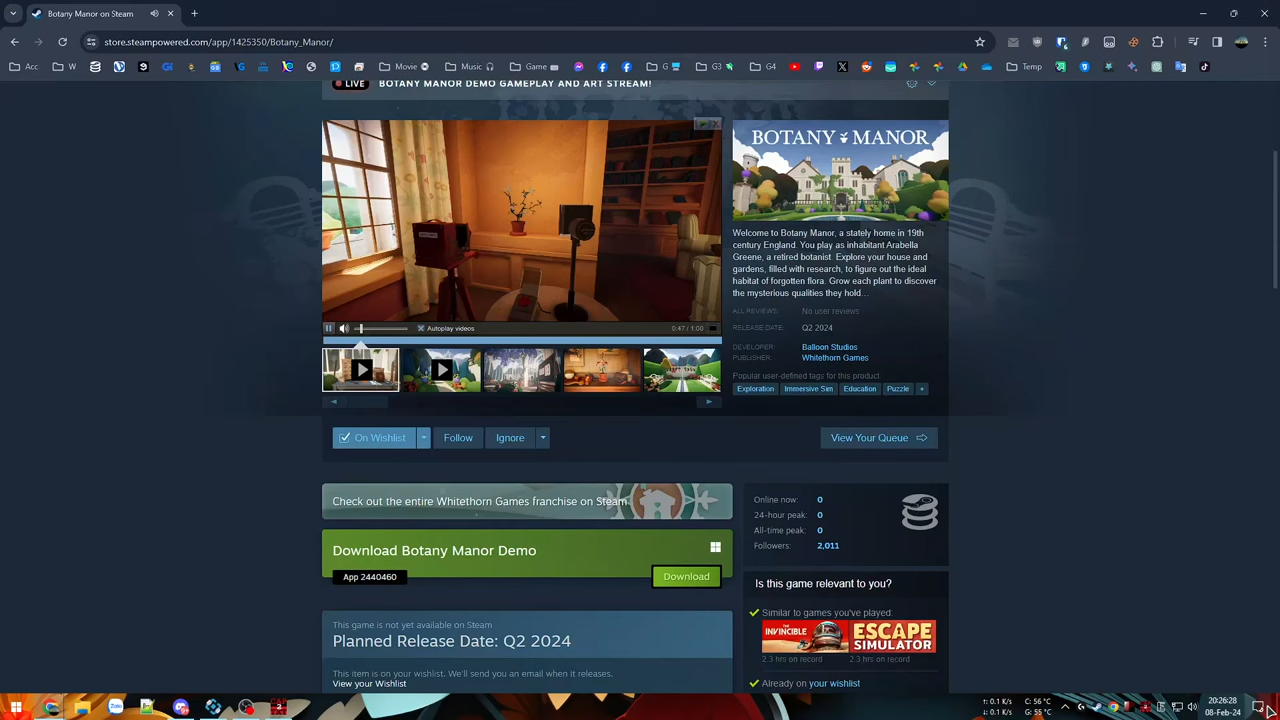 Botany Manor on Steam
store.steampowered.com/app/1425350/Botany_Manor/
Acc
W
Movie
Music
Game
G
G3
G4
Temp
LIVE
BOTANY MANOR DEMO GAMEPLAY AND ART STREAM!
BOTANY MANOR
Welcome to Botany Manor, a stately home in 19th
century England. You play as inhabitant Arabella
Greene, a retired botanist. Explore your house and
gardens, filled with research, to figure out the ideal
habitat of forgotten flora. Grow each plant to discover
the mysterious qualities they hold…
ALL REVIEWS: No user reviews
RELEASE DATE: Q2 2024
Autoplay videos
0:47 / 1:00
DEVELOPER: Balloon Studios
PUBLISHER: Whitethorn Games
Popular user-defined tags for this product
Exploration Immersive Sim Education Puzzle +
On Wishlist
Follow
Ignore
View Your Queue
Check out the entire Whitethorn Games franchise on Steam
Online now: 0
24-hour peak: 0
All-time peak: 0
Followers: 2,011
Download Botany Manor Demo
App 2440460
Download
Is this game relevant to you?
Similar to games you've played:
THE INVINCIBLE
ESCAPE SIMULATOR
2.3 hrs on record
2.3 hrs on record
Already on your wishlist
This game is not yet available on Steam
Planned Release Date: Q2 2024
This item is on your wishlist. We'll send you an email when it releases.
View your Wishlist
Zalo
↑: 0.1 K/s
↓: 0.1 K/s
C: 56 °C
G: 55 °C
20:26:28
08-Feb-24